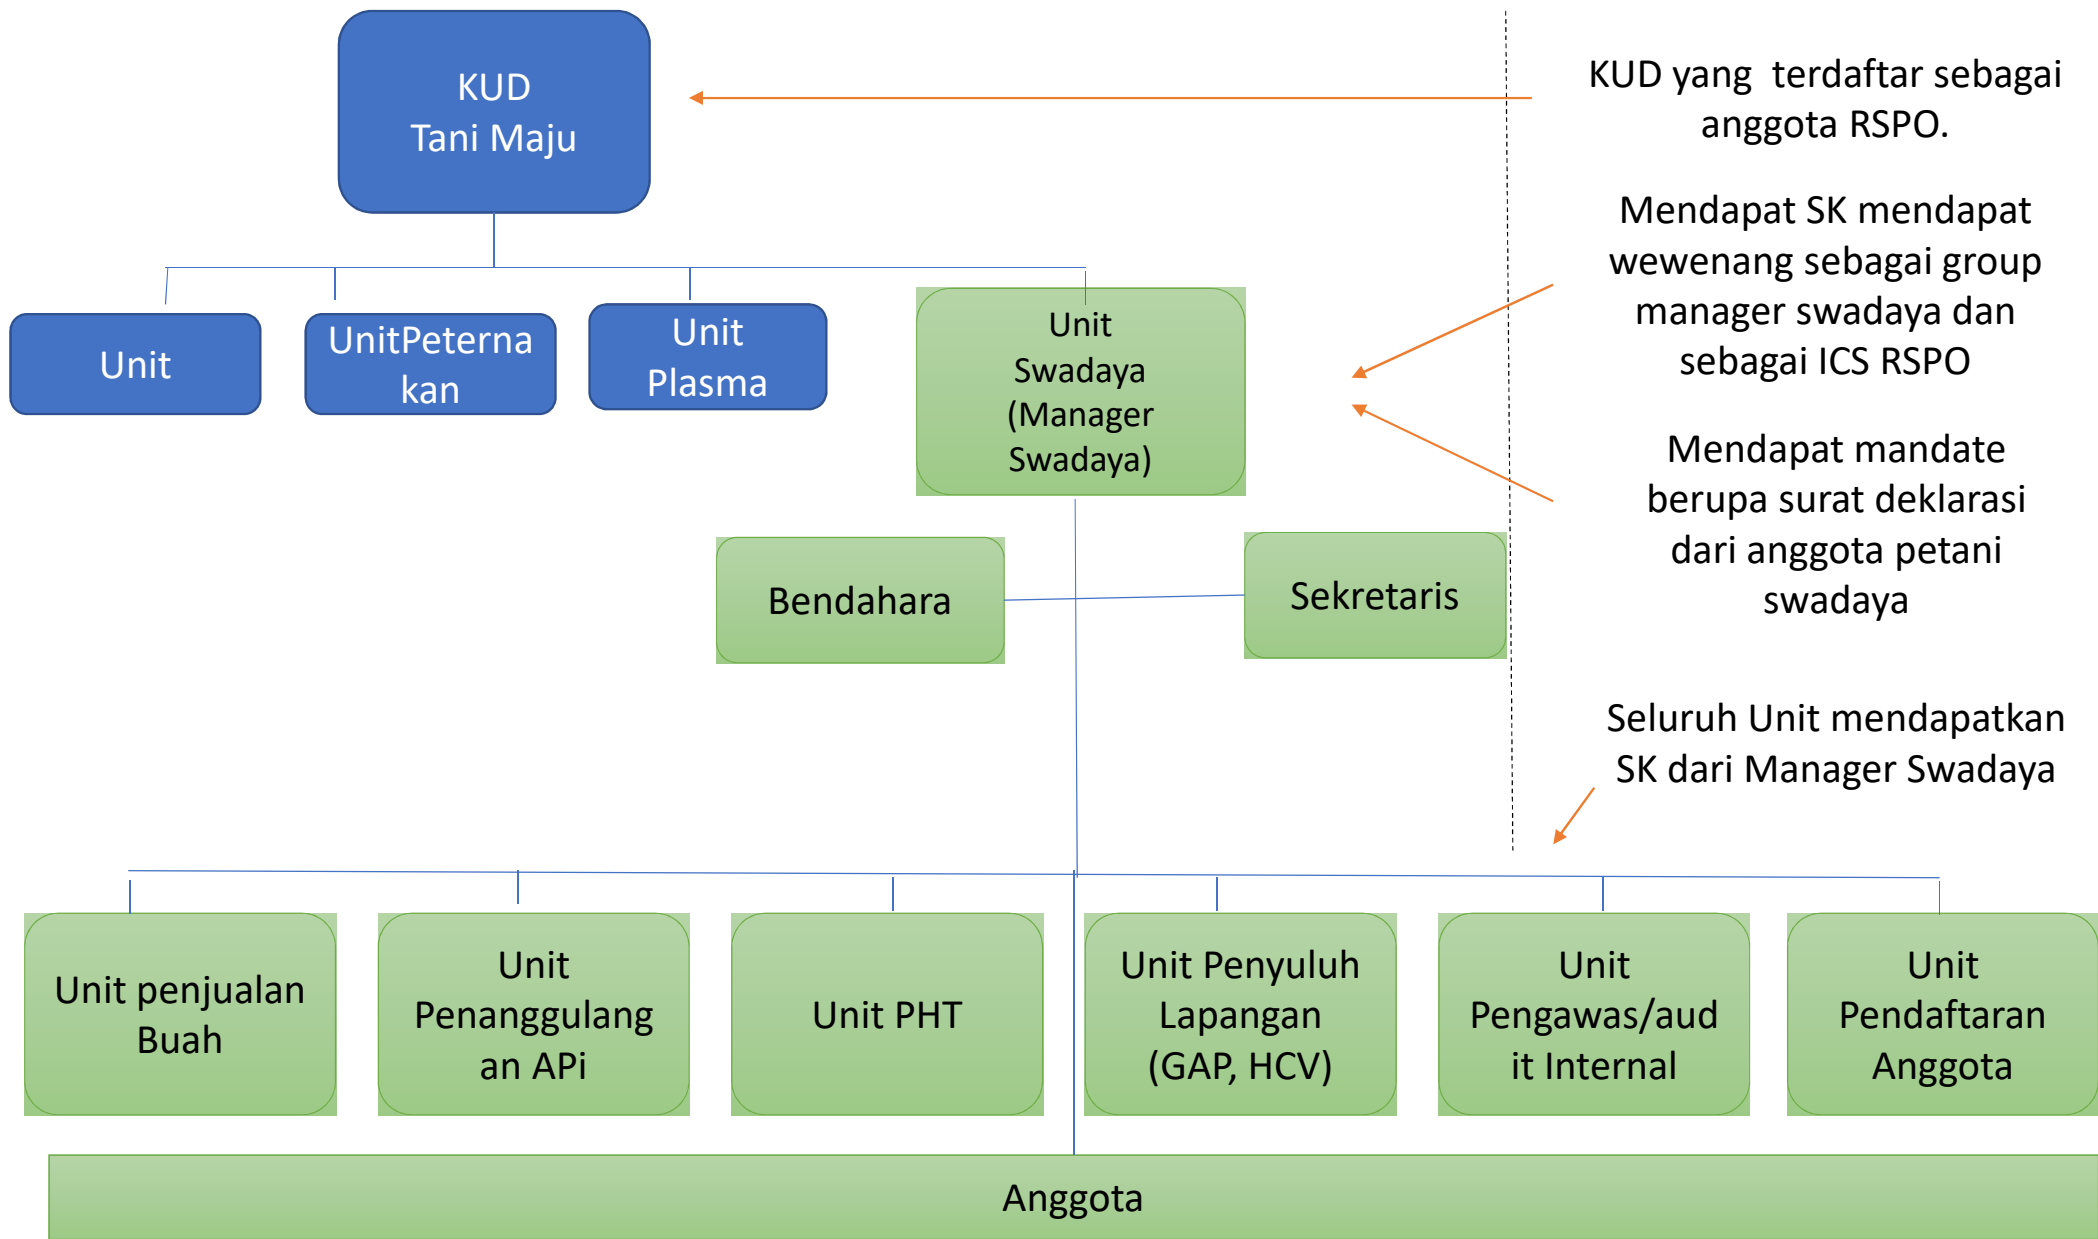 KUD
Tani Maju
KUD yang  terdaftar sebagai
anggota RSPO.
Mendapat SK mendapat
wewenang sebagai group
manager swadaya dan
sebagai ICS RSPO
Unit
UnitPeterna
kan
Unit
Plasma
Unit
Swadaya
(Manager
Swadaya)
Mendapat mandate
berupa surat deklarasi
dari anggota petani
swadaya
Bendahara
Sekretaris
Seluruh Unit mendapatkan
SK dari Manager Swadaya
Unit penjualan
Buah
Unit
Penanggulang
an APi
Unit PHT
Unit Penyuluh
Lapangan
(GAP, HCV)
Unit
Pengawas/aud
it Internal
Unit
Pendaftaran
Anggota
Anggota